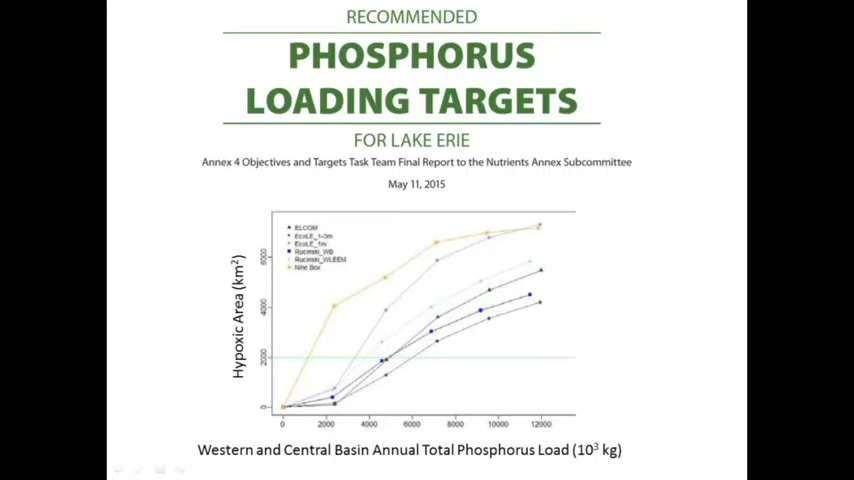 RECOMMENDED
PHOSPHORUS
LOADING TARGETS
FOR LAKE ERIE
Annex 4 Objectives and Targets Task Team Final Report to the Nutrients Annex Subcommittee
May 11, 2015
ELCOM
EcoLE_1-3m
EcoLE_1m
Rucinski_WB
Rucinski_WLEEM
Nine Box
Hypoxic Area (km²)
6000
4000
2000
0
0 2000 4000 6000 8000 10000 12000
Western and Central Basin Annual Total Phosphorus Load (10³ kg)